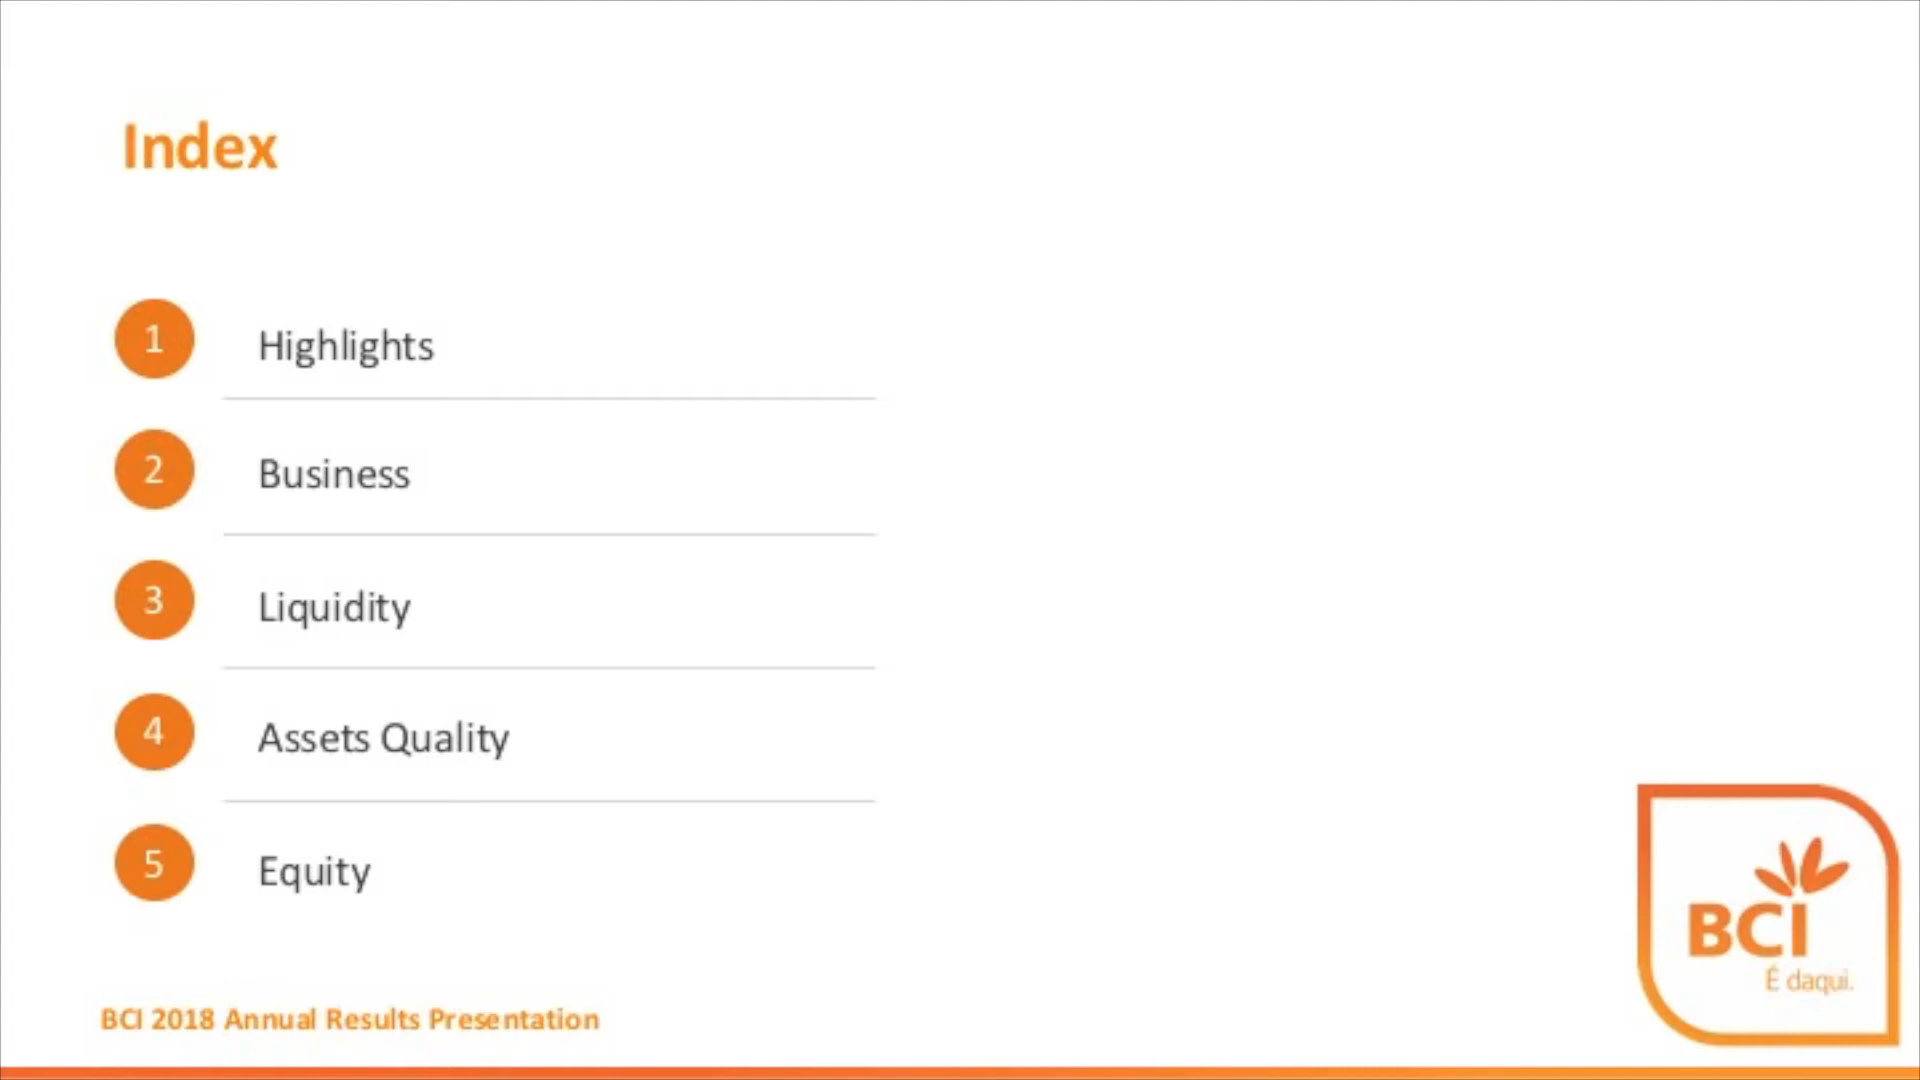 Index
1 Highlights
2 Business
3 Liquidity
4 Assets Quality
5 Equity
BCI
É daqui.
BCI 2018 Annual Results Presentation